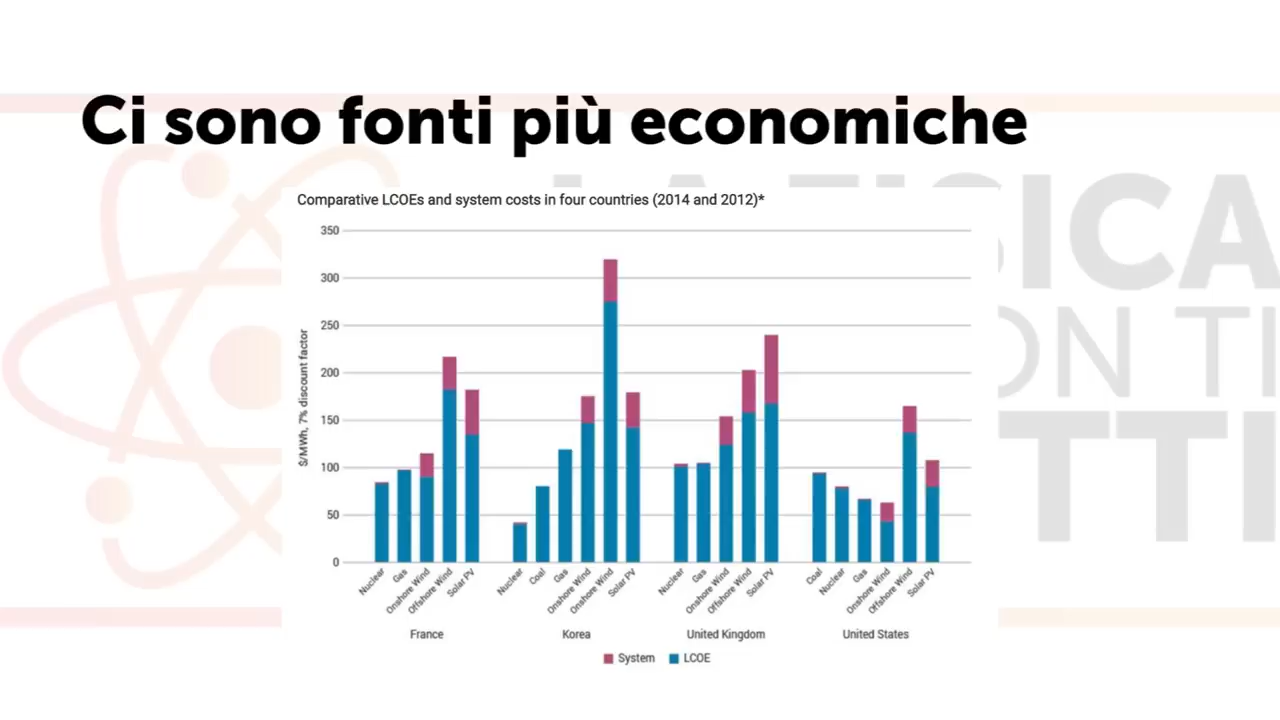 Ci sono fonti più economiche
Comparative LCOEs and system costs in four countries (2014 and 2012)*
$/MWh, 7% discount factor
350
300
250
200
150
100
50
0
Nuclear
Gas
Onshore Wind
Offshore Wind
Solar PV
Nuclear
Coal
Gas
Onshore Wind
Onshore Wind
Solar PV
Nuclear
Gas
Onshore Wind
Offshore Wind
Solar PV
Coal
Nuclear
Gas
Onshore Wind
Offshore Wind
Solar PV
France
Korea
United Kingdom
United States
System
LCOE